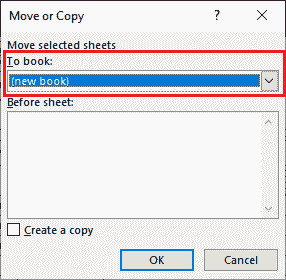 Move or Copy
Move selected sheets
To book:
(new book)
Before sheet:
Create a copy
OK
Cancel